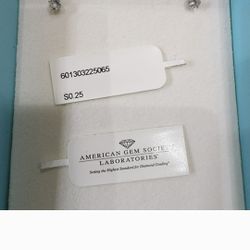 601303225065
S0.25
AMERICAN GEM SOCIETY
LABORATORIES
Setting the Highest Standard for Diamond Grading